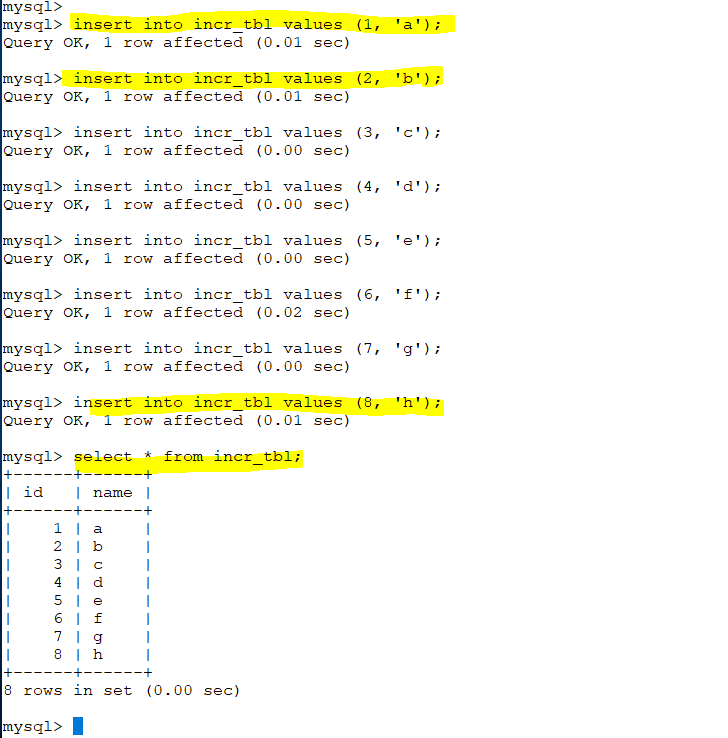 mysql>
mysql> insert into incr_tbl values (1, 'a');
Query OK, 1 row affected (0.01 sec)
mysql> insert into incr_tbl values (2, 'b');
Query OK, 1 row affected (0.01 sec)
mysql> insert into incr_tbl values (3, 'c');
Query OK, 1 row affected (0.00 sec)
mysql> insert into incr_tbl values (4, 'd');
Query OK, 1 row affected (0.00 sec)
mysql> insert into incr_tbl values (5, 'e');
Query OK, 1 row affected (0.00 sec)
mysql> insert into incr_tbl values (6, 'f');
Query OK, 1 row affected (0.02 sec)
mysql> insert into incr_tbl values (7, 'g');
Query OK, 1 row affected (0.00 sec)
mysql> insert into incr_tbl values (8, 'h');
Query OK, 1 row affected (0.01 sec)
mysql> select * from incr_tbl;
+------+------+
| id   | name |
+------+------+
|    1 | a    |
|    2 | b    |
|    3 | c    |
|    4 | d    |
|    5 | e    |
|    6 | f    |
|    7 | g    |
|    8 | h    |
+------+------+
8 rows in set (0.00 sec)
mysql>